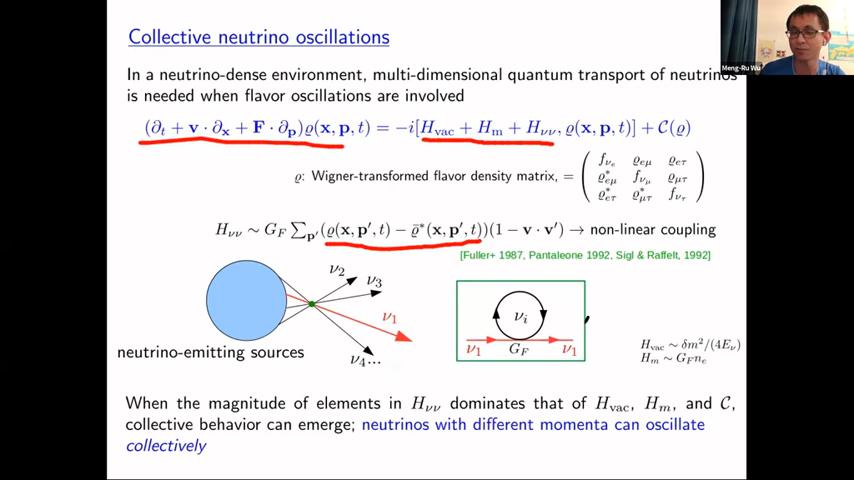 Collective neutrino oscillations
Meng-Ru Wu
In a neutrino-dense environment, multi-dimensional quantum transport of neutrinos
is needed when flavor oscillations are involved
(∂t + v · ∂x + F · ∂p)ϱ(x, p, t) = −i[Hvac + Hm + Hνν, ϱ(x, p, t)] + C(ϱ)
ϱ: Wigner-transformed flavor density matrix, = ( fνe ϱeμ ϱeτ
ϱ*eμ fνμ ϱμτ
ϱ*eτ ϱ*μτ fντ )
Hνν ∼ GF ∑p′(ϱ(x, p′, t) − ϱ̄*(x, p′, t))(1 − v · v′) → non-linear coupling
[Fuller+ 1987, Pantaleone 1992, Sigl & Raffelt, 1992]
ν2
ν3
ν1
ν4...
neutrino-emitting sources
νi
ν1 GF ν1
Hvac ∼ δm²/(4Eν)
Hm ∼ GFne
When the magnitude of elements in Hνν dominates that of Hvac, Hm, and C,
collective behavior can emerge; neutrinos with different momenta can oscillate
collectively